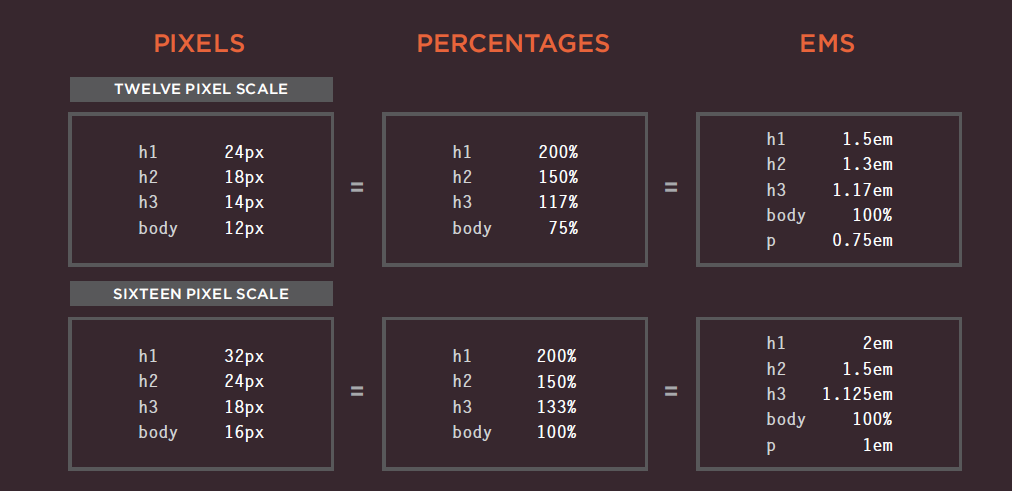 PIXELS PERCENTAGES EMS
TWELVE PIXEL SCALE
h1 24px
h2 18px
h3 14px
body 12px
=
h1 200%
h2 150%
h3 117%
body 75%
=
h1 1.5em
h2 1.3em
h3 1.17em
body 100%
p 0.75em
SIXTEEN PIXEL SCALE
h1 32px
h2 24px
h3 18px
body 16px
=
h1 200%
h2 150%
h3 133%
body 100%
=
h1 2em
h2 1.5em
h3 1.125em
body 100%
p 1em